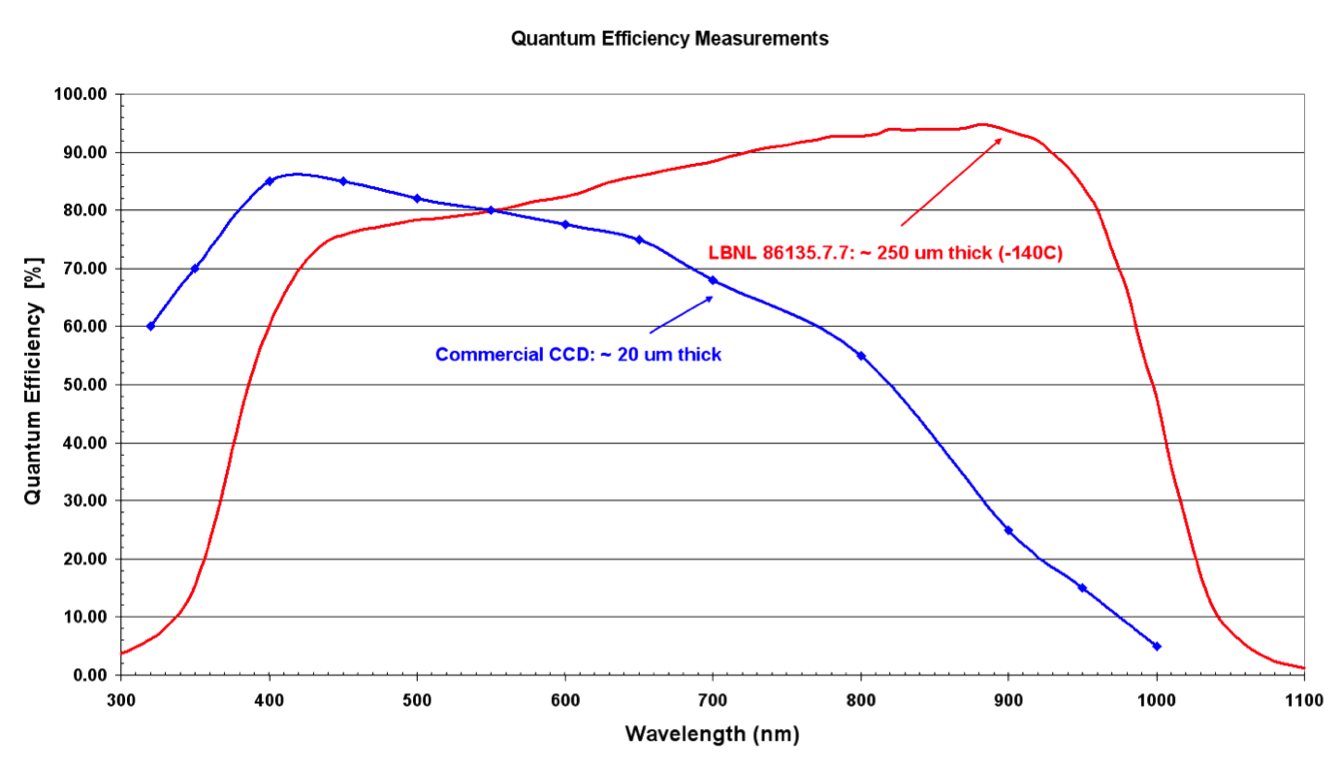 Quantum Efficiency Measurements
100.00
90.00
80.00
70.00
60.00
50.00
40.00
30.00
20.00
10.00
0.00
Quantum Efficiency [%]
LBNL 86135.7.7: ~ 250 um thick (-140C)
Commercial CCD: ~ 20 um thick
300 400 500 600 700 800 900 1000 1100
Wavelength (nm)